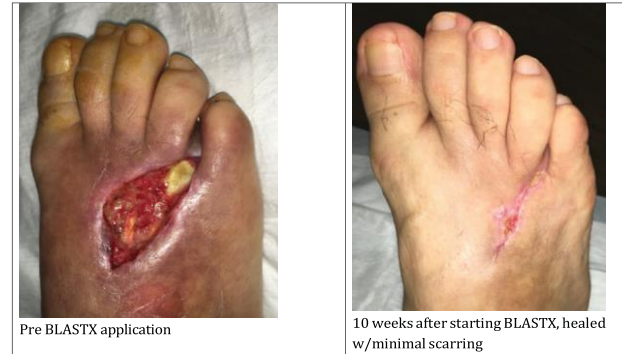 Pre BLASTX application
10 weeks after starting BLASTX, healed
w/minimal scarring